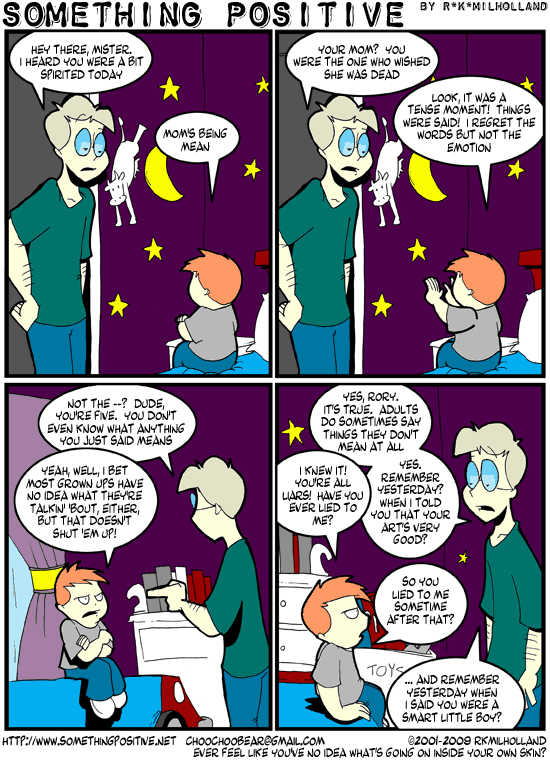 SOMETHING POSITIVE BY R*K*MILHOLLAND
HEY THERE, MISTER.
I HEARD YOU WERE A BIT
SPIRITED TODAY
MOM'S BEING
MEAN
YOUR MOM? YOU
WERE THE ONE WHO WISHED
SHE WAS DEAD
LOOK, IT WAS A
TENSE MOMENT! THINGS
WERE SAID! I REGRET THE
WORDS BUT NOT THE
EMOTION
NOT THE --? DUDE,
YOU'RE FIVE. YOU DON'T
EVEN KNOW WHAT ANYTHING
YOU JUST SAID MEANS
YEAH, WELL, I BET
MOST GROWN UPS HAVE
NO IDEA WHAT THEY'RE
TALKIN' 'BOUT, EITHER,
BUT THAT DOESN'T
SHUT 'EM UP!
YES, RORY.
IT'S TRUE. ADULTS
DO SOMETIMES SAY
THINGS THEY DON'T
MEAN AT ALL
I KNEW IT!
YOU'RE ALL
LIARS! HAVE YOU
EVER LIED TO
ME?
YES.
REMEMBER
YESTERDAY?
WHEN I TOLD
YOU THAT YOUR
ART'S VERY
GOOD?
SO YOU
LIED TO ME
SOMETIME
AFTER THAT?
TOYS
... AND REMEMBER
YESTERDAY WHEN
I SAID YOU WERE A
SMART LITTLE BOY?
HTTP://WWW.SOMETHINGPOSITIVE.NET CHOOCHOOBEAR@GMAIL.COM ©2001-2009 RKMILHOLLAND
EVER FEEL LIKE YOU'VE NO IDEA WHAT'S GOING ON INSIDE YOUR OWN SKIN?